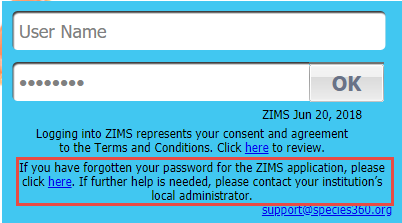 User Name
●●●●●●●● OK
ZIMS Jun 20, 2018
Logging into ZIMS represents your consent and agreement
to the Terms and Conditions. Click here to review.
If you have forgotten your password for the ZIMS application, please
click here. If further help is needed, please contact your institution's
local administrator.
support@species360.org